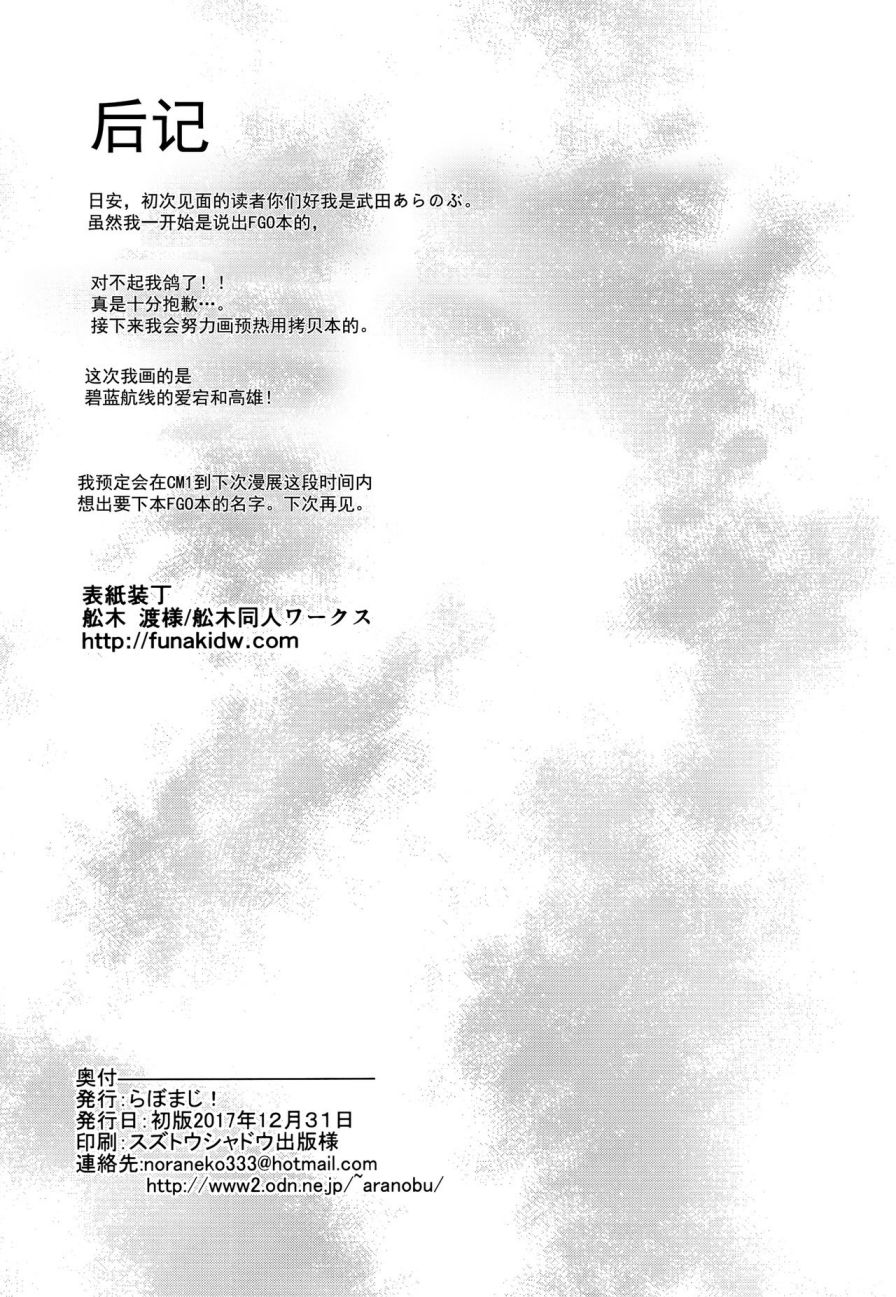 后记
日安，初次见面的读者你们好我是武田あらのぶ。
虽然我一开始是说出FGO本的，
对不起我鸽了！！
真是十分抱歉…。
接下来我会努力画预热用拷贝本的。
这次我画的是
碧蓝航线的爱宕和高雄！
我预定会在CM1到下次漫展这段时间内
想出要下本FGO本的名字。下次再见。
表紙装丁
舩木 渡様/舩木同人ワークス
http://funakidw.com
奥付
発行：らぼまじ！
発行日：初版2017年12月31日
印刷：スズトウシャドウ出版様
連絡先:noraneko333@hotmail.com
http://www2.odn.ne.jp/~aranobu/